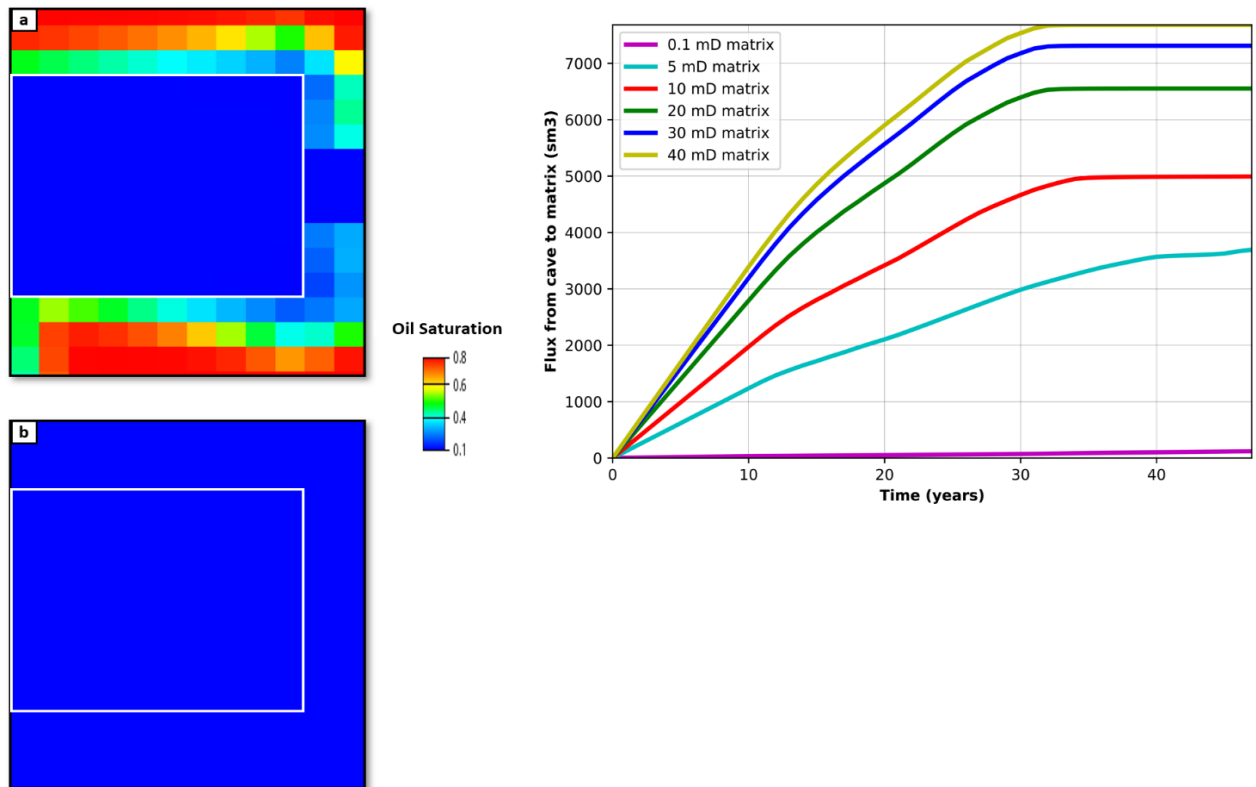 a
Oil Saturation
0.8
0.6
0.4
0.1
b
Flux from cave to matrix (sm3)
7000
6000
5000
4000
3000
2000
1000
0
0.1 mD matrix
5 mD matrix
10 mD matrix
20 mD matrix
30 mD matrix
40 mD matrix
0 10 20 30 40
Time (years)